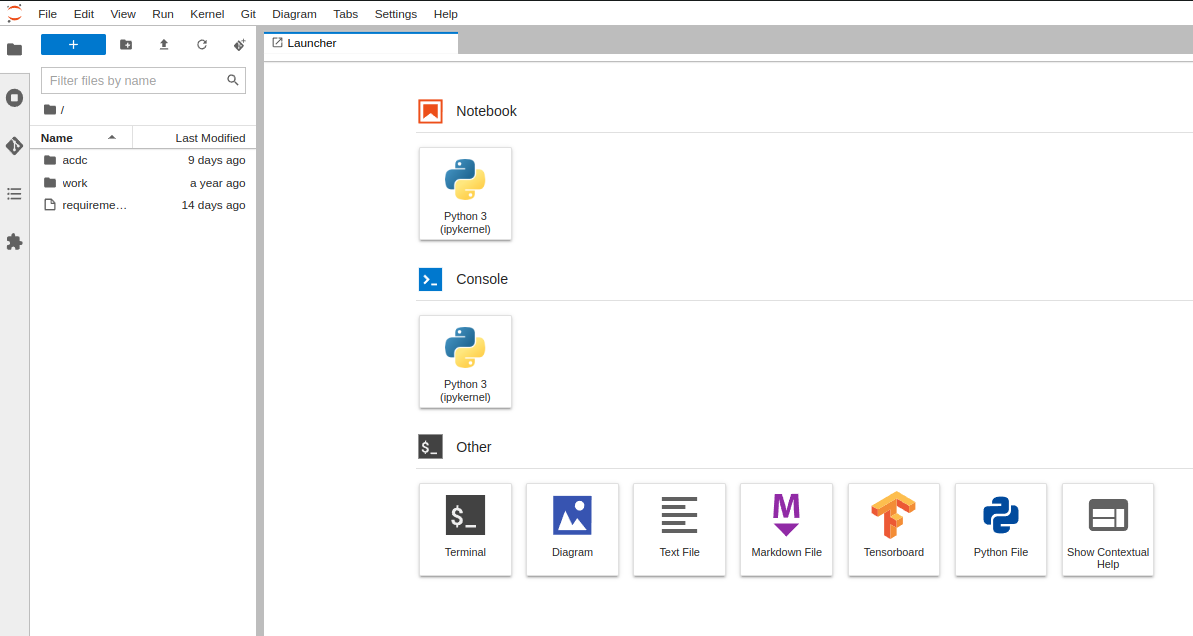 File Edit View Run Kernel Git Diagram Tabs Settings Help
Launcher
Filter files by name
/
Name Last Modified
acdc 9 days ago
work a year ago
requireme… 14 days ago
Notebook
Python 3
(ipykernel)
Console
Python 3
(ipykernel)
$_ Other
$_
M
Terminal Diagram Text File Markdown File Tensorboard Python File Show Contextual
Help